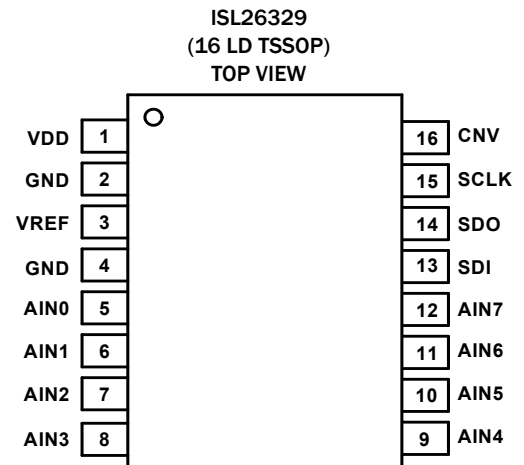 ISL26329
(16 LD TSSOP)
TOP VIEW
VDD 1 16 CNV
GND 2 15 SCLK
VREF 3 14 SDO
GND 4 13 SDI
AIN0 5 12 AIN7
AIN1 6 11 AIN6
AIN2 7 10 AIN5
AIN3 8 9 AIN4